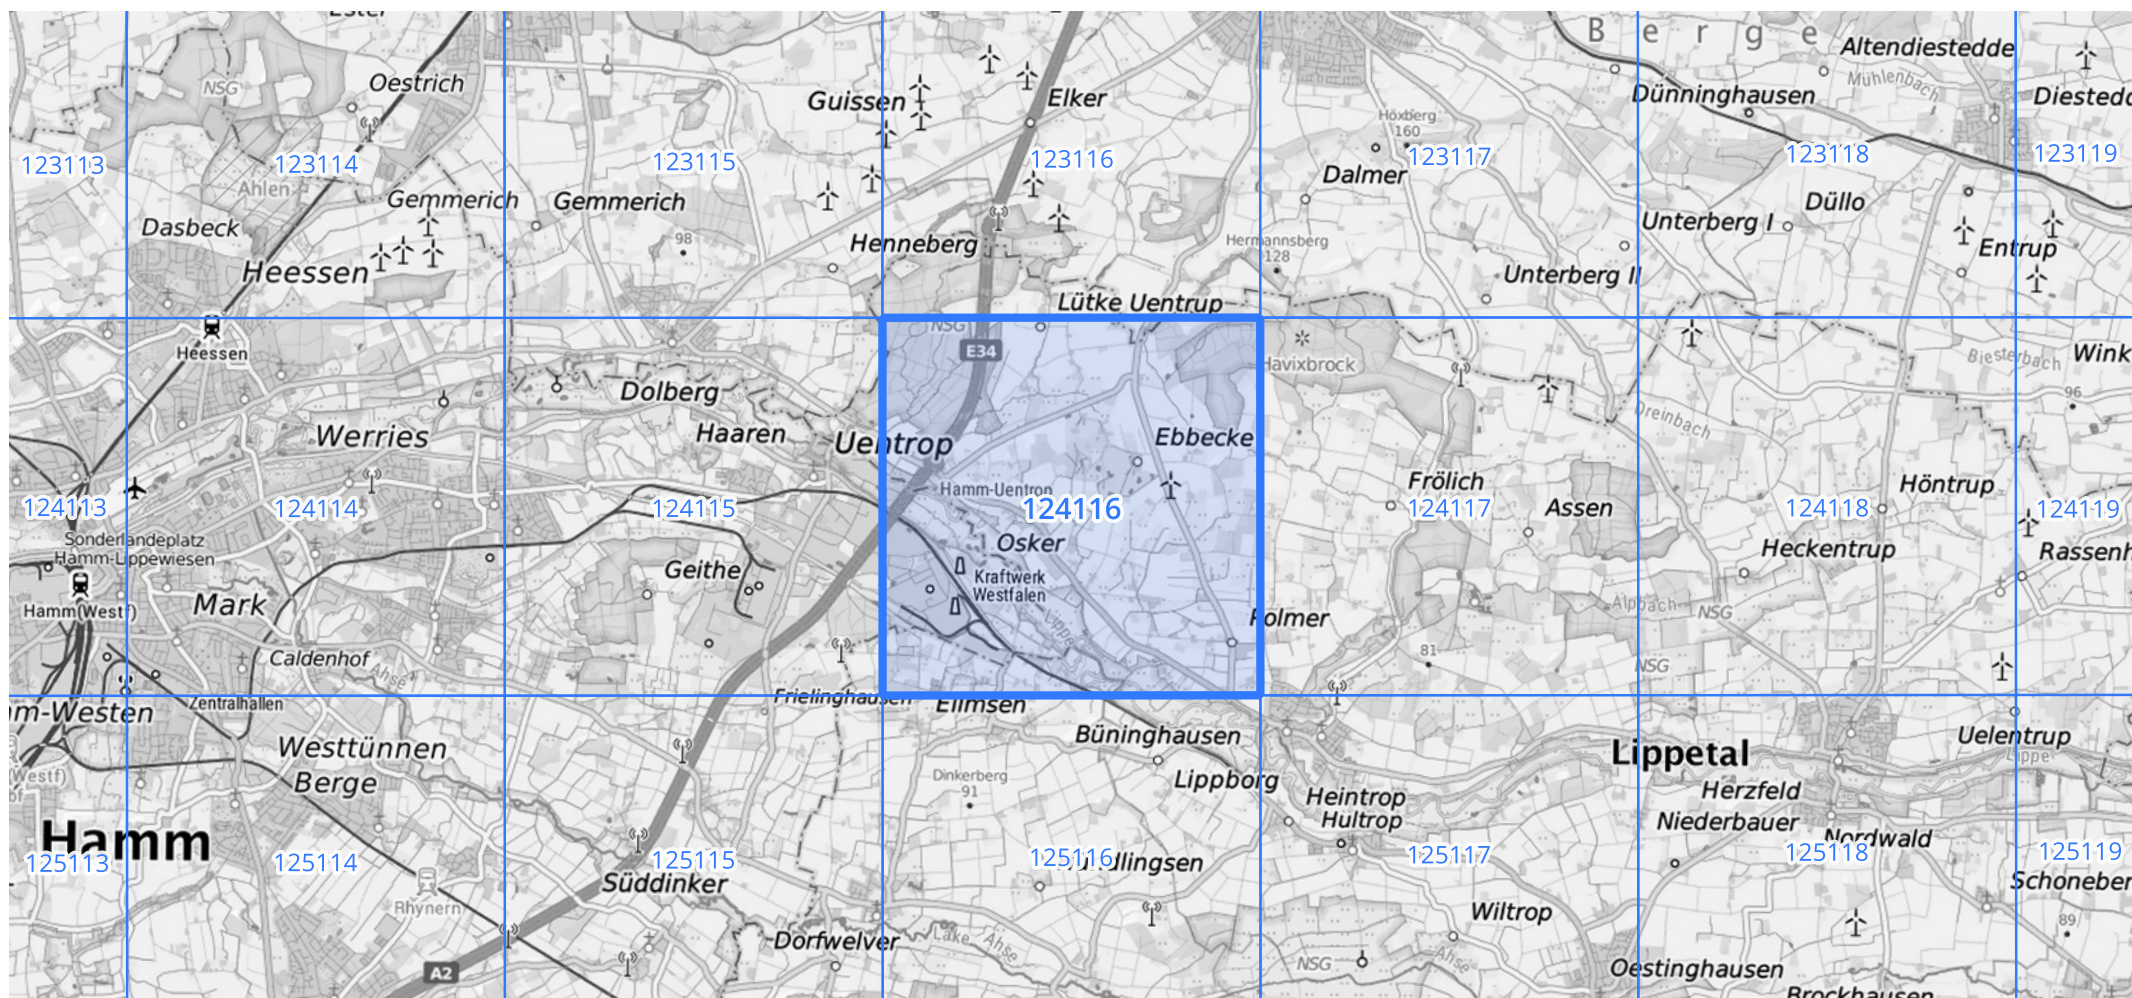 Berge
Altendiestedde
Oestrich
NSG
Guissen
Elker
Mühlenbach
Dünninghausen
Höxberg
160
123113
123114
123115
123116
123117
123118
123119
Ahlen
Dalmer
Gemmerich
Gemmerich
Düllo
Unterberg I
Dasbeck
98
Henneberg
Hermannsberg
128
Entrup
Heessen
Unterberg II
Lütke Uentrup
NSG
Heessen
E34
Havixbrock
Biesterbach
Dolberg
96
Werries
Haaren
Uentrop
Ebbecke
Dreinbach
Frölich
Höntrup
Hamm-Uentrop
124113
124114
124115
124116
124117
124118
124119
Assen
Sonderlandeplatz
Hamm-Lippewiesen
Osker
Heckentrup
Geithe
Kraftwerk
Westfalen
Hamm(Westf)
Mark
Alpbach
NSG
Lippe
Polmer
81
NSG
Caldenhof
Ahse
Frielinghausen
Zentralhallen
Ellmsen
Westtünnen
Berge
Büninghausen
Uelentrup
Lippetal
Lippe
Dinkerberg
91
Lippborg
Heintrop
Hultrop
Herzfeld
Niederbauer
Nordwald
Hamm
125113
125114
125115
125116
125117
125118
125119
Süddinker
Rhynern
Wiltrop
Dorfwelver
Lake
Ahse
89
NSG
Ahse
A2
Oestinghausen
Brockhausen